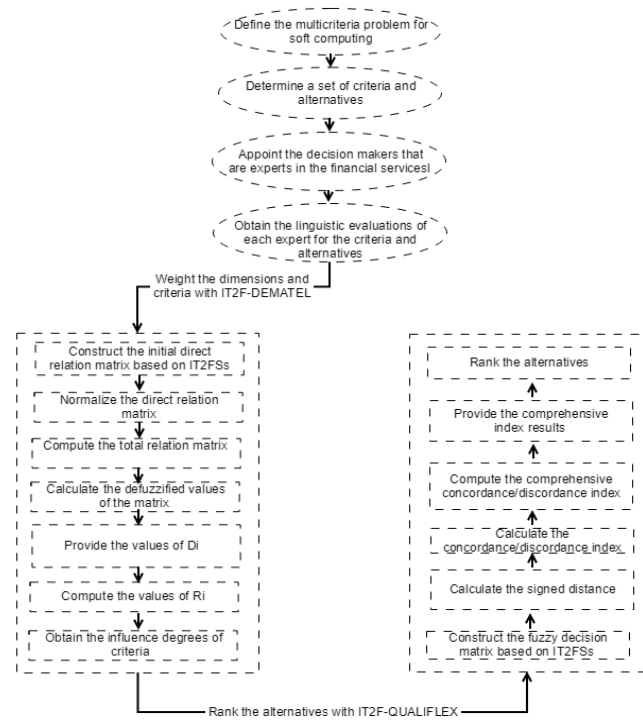 Define the multicriteria problem for
soft computing
Determine a set of criteria and
alternatives
Appoint the decision makers that
are experts in the financial servicesl
Obtain the linguistic evaluations of
each expert for the criteria and
alternatives
Weight the dimensions and
criteria with IT2F-DEMATEL
Construct the initial direct
relation matrix based on IT2FSs
Normalize the direct relation
matrix
Compute the total relation matrix
Calculate the defuzzified values
of the matrix
Provide the values of Di
Compute the values of Ri
Obtain the influence degrees of
criteria
Rank the alternatives with IT2F-QUALIFLEX
Rank the alternatives
Provide the comprehensive
index results
Compute the comprehensive
concordance/discordance index
Calculate the
concordance/discordance index
Calculate the signed distance
Construct the fuzzy decision
matrix based on IT2FSs